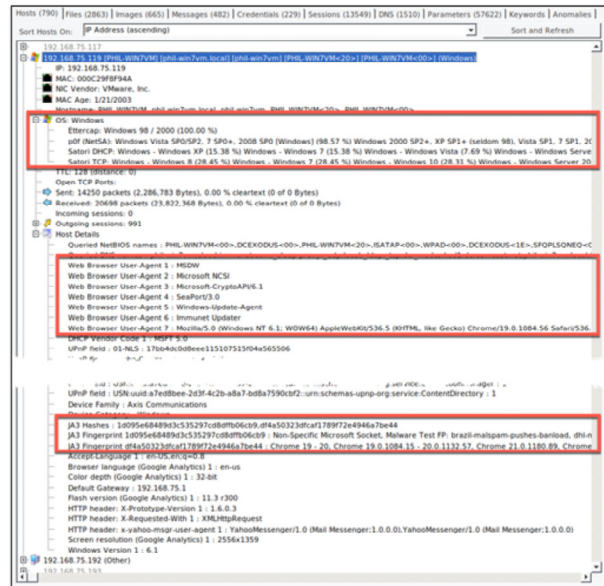 Hosts (790) Files (2863) Images (665) Messages (482) Credentials (229) Sessions (13549) DNS (1510) Parameters (57622) Keywords Anomalies
Sort Hosts On: IP Address (ascending) Sort and Refresh
192.168.75.117
192.168.75.119 [PHIL-WIN7VM] [phil-win7vm.local] [phil-win7vm] [PHIL-WIN7VM<20>] [PHIL-WIN7VM<00>] (Windows)
IP: 192.168.75.119
MAC: 000C29F8F94A
NIC Vendor: VMware, Inc.
MAC Age: 1/21/2003
Hostname: PHIL-WIN7VM, phil-win7vm.local, phil-win7vm, PHIL-WIN7VM<20>, PHIL-WIN7VM<00>
OS: Windows
Ettercap: Windows 98 / 2000 (100.00 %)
p0f (NetSA): Windows Vista SP0/SP2, 7 SP0+, 2008 SP0 [Windows] (98.57 %) Windows 2000 SP2+, XP SP1+ (seldom 98), Vista SP1, 7 SP1, 20
Satori DHCP: Windows - Windows XP (15.38 %) Windows - Windows 7 (15.38 %) Windows - Windows Vista (7.69 %) Windows - Windows Serve
Satori TCP: Windows - Windows 8 (28.45 %) Windows - Windows 7 (28.45 %) Windows - Windows 10 (28.31 %) Windows - Windows Server 20
TTL: 128 (distance: 0)
Open TCP Ports:
Sent: 14250 packets (2,286,783 Bytes), 0.00 % cleartext (0 of 0 Bytes)
Received: 20698 packets (23,822,368 Bytes), 0.00 % cleartext (0 of 0 Bytes)
Incoming sessions: 0
Outgoing sessions: 991
Host Details
Queried NetBIOS names : PHIL-WIN7VM<00>,DCEXODUS<00>,PHIL-WIN7VM<20>,ISATAP<00>,WPAD<00>,DCEXODUS<1E>,SFQPLSQNEQ<C
Web Browser User-Agent 1 : MSDW
Web Browser User-Agent 2 : Microsoft NCSI
Web Browser User-Agent 3 : Microsoft-CryptoAPI/6.1
Web Browser User-Agent 4 : SeaPort/3.0
Web Browser User-Agent 5 : Windows-Update-Agent
Web Browser User-Agent 6 : Immunet Updater
Web Browser User-Agent 7 : Mozilla/5.0 (Windows NT 6.1; WOW64) AppleWebKit/536.5 (KHTML, like Gecko) Chrome/19.0.1084.56 Safari/536.
DHCP Vendor Code 1 : MSFT 5.0
UPnP field : 01-NLS : 17bb4dc0d8eee115107515f04a565506
UPnP field : USN:uuid:a7ed8bee-2d3f-4c2b-a8a7-bd8a7590cbf2::urn:schemas-upnp-org:service:ContentDirectory : 1
Device Family : Axis Communications
Device Category : Windows
JA3 Hashes : 1d095e68489d3c535297cd8dffb06cb9,df4a50323dfcaf1789f72e4946a7be44
JA3 Fingerprint 1d095e68489d3c535297cd8dffb06cb9 : Non-Specific Microsoft Socket, Malware Test FP: brazil-malspam-pushes-banload, dhl-n
JA3 Fingerprint df4a50323dfcaf1789f72e4946a7be44 : Chrome 19 - 20, Chrome 19.0.1084.15 - 20.0.1132.57, Chrome 21.0.1180.89, Chrome
Accept-Language 1 : en-US,en;q=0.8
Browser language (Google Analytics) 1 : en-us
Color depth (Google Analytics) 1 : 32-bit
Default Gateway : 192.168.75.1
Flash version (Google Analytics) 1 : 11.3 r300
HTTP header: X-Prototype-Version 1 : 1.6.0.3
HTTP header: X-Requested-With 1 : XMLHttpRequest
HTTP header: x-yahoo-msgr-user-agent 1 : YahooMessenger/1.0 (Mail Messenger;1.0.0.0),YahooMessenger/1.0 (Mail Messenger; 1.0.0.0)
Screen resolution (Google Analytics) 1 : 2556x1359
Windows Version 1 : 6.1
192.168.75.192 (Other)
192.168.75.193